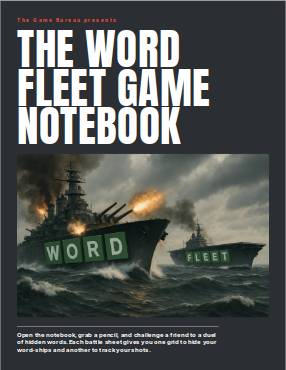 The Game Bureau presents
THE WORD
FLEET GAME
NOTEBOOK
WORD
FLEET
Open the notebook, grab a pencil, and challenge a friend to a duel
of hidden words. Each battle sheet gives you one grid to hide your
word-ships and another to track your shots.